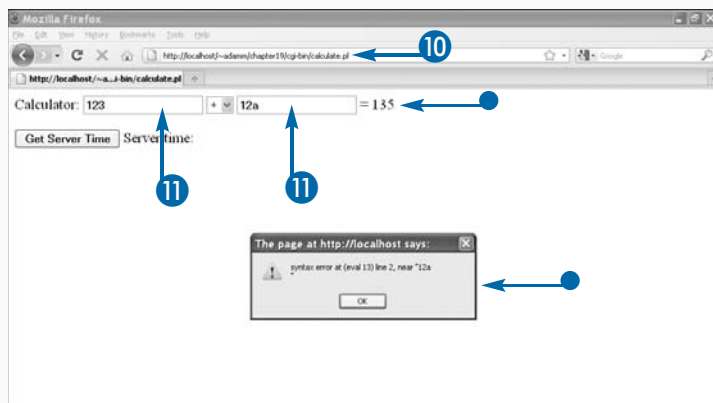 Mozilla Firefox
File Edit View History Bookmarks Tools Help
http://localhost/~adamm/chapter19/cgi-bin/calculate.pl
Google
10
http://localhost/~a...i-bin/calculate.pl
Calculator: 123 + 12a = 135
Get Server Time Server time:
11 11
The page at http://localhost says:
syntax error at (eval 13) line 2, near "12a
OK